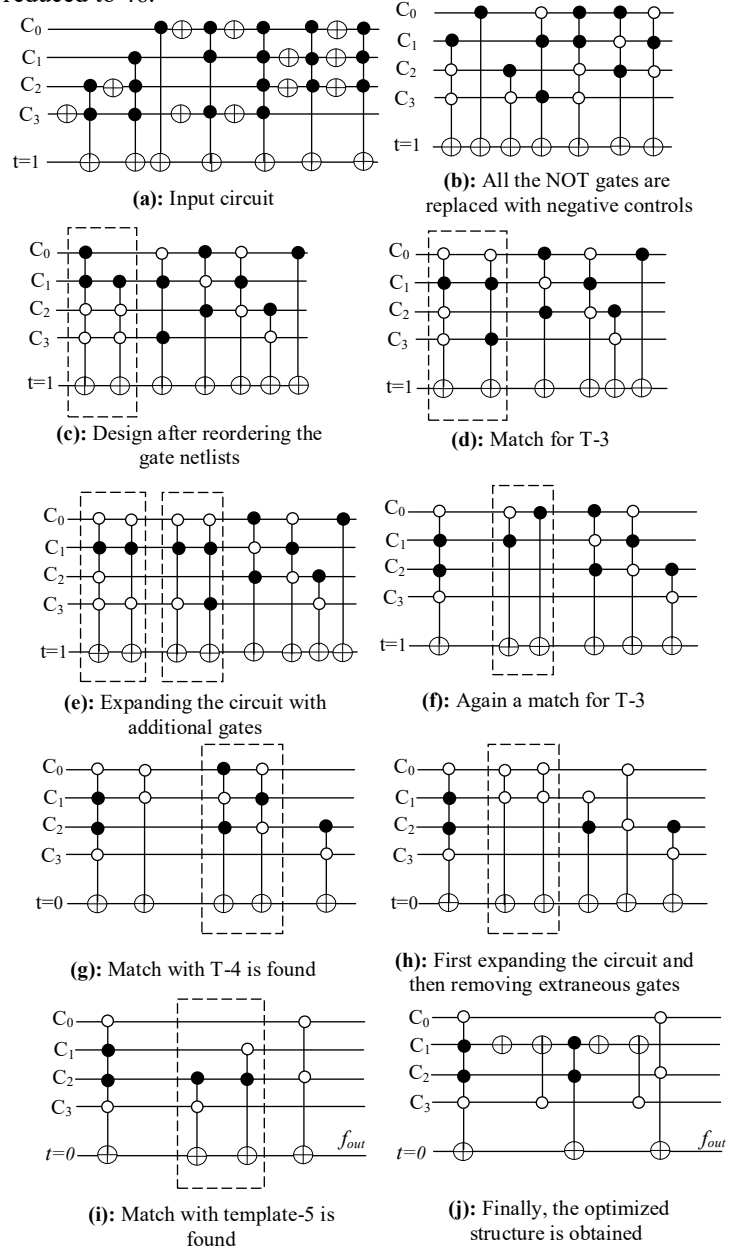 reduced to 46.
C0
C1
C2
C3
t=1
(a): Input circuit
C0
C1
C2
C3
t=1
(b): All the NOT gates are
replaced with negative controls
C0
C1
C2
C3
t=1
(c): Design after reordering the
gate netlists
C0
C1
C2
C3
t=1
(d): Match for T-3
C0
C1
C2
C3
t=1
(e): Expanding the circuit with
additional gates
C0
C1
C2
C3
t=1
(f): Again a match for T-3
C0
C1
C2
C3
t=0
(g): Match with T-4 is found
C0
C1
C2
C3
t=0
(h): First expanding the circuit and
then removing extraneous gates
C0
C1
C2
C3
t=0
fout
(i): Match with template-5 is
found
C0
C1
C2
C3
t=0
fout
(j): Finally, the optimized
structure is obtained